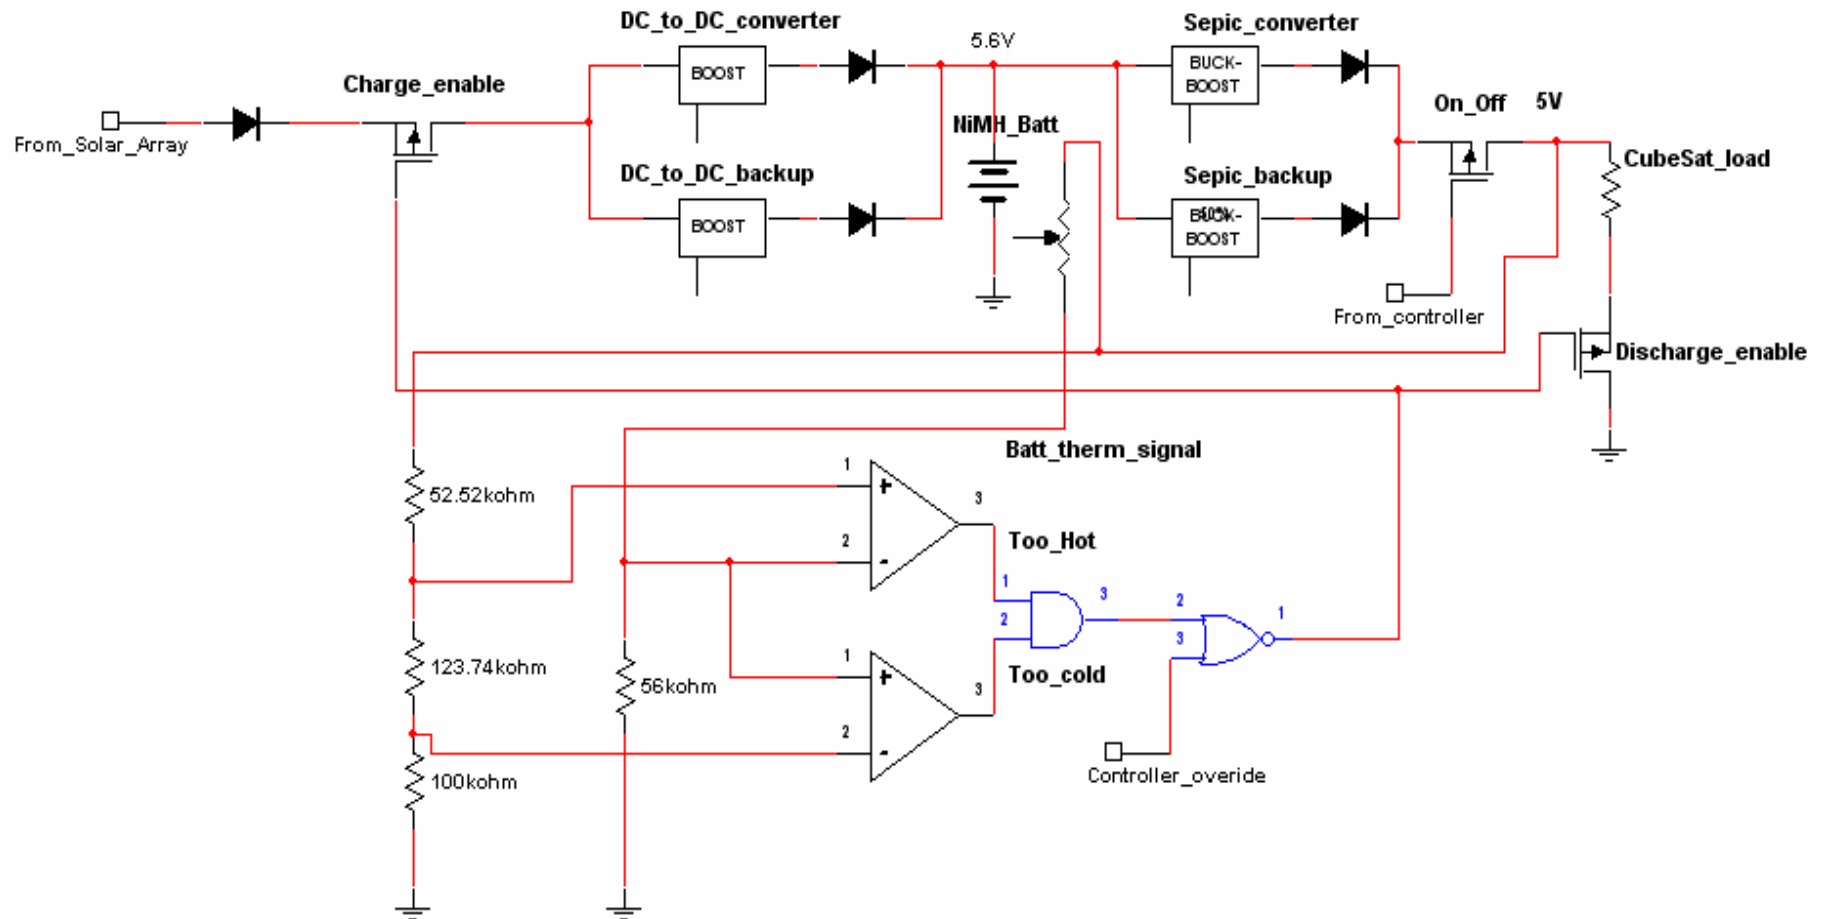 DC_to_DC_converter
5.6V
Sepic_converter
BOOST
BUCK-
BOOST
Charge_enable
On_Off
5V
From_Solar_Array
NiMH_Batt
CubeSat_load
DC_to_DC_backup
Sepic_backup
BOOST
BUCK-
BOOST
From_controller
Discharge_enable
Batt_therm_signal
1
3
52.52kohm
2
Too_Hot
1
3
2
1
2
3
123.74kohm
1
56kohm
Too_cold
3
2
100kohm
Controller_overide